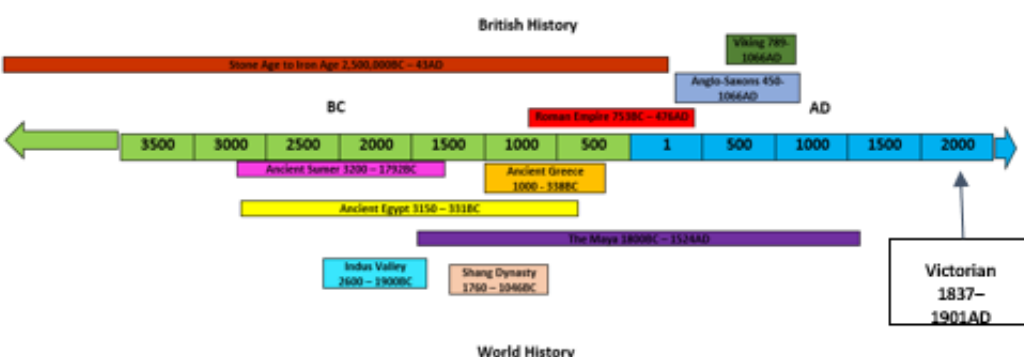 British History
Viking 789-
1066AD
Stone Age to Iron Age 2,500,000BC – 43AD
Anglo-Saxons 450-
1066AD
BC
AD
Roman Empire 753BC – 476AD
3500 3000 2500 2000 1500 1000 500 1 500 1000 1500 2000
Ancient Sumer 3200 – 1792BC
Ancient Greece
1000 - 338BC
Ancient Egypt 3150 – 331BC
The Maya 1800BC – 1524AD
Indus Valley
2600 – 1900BC
Shang Dynasty
1760 – 1046BC
Victorian
1837–
1901AD
World History